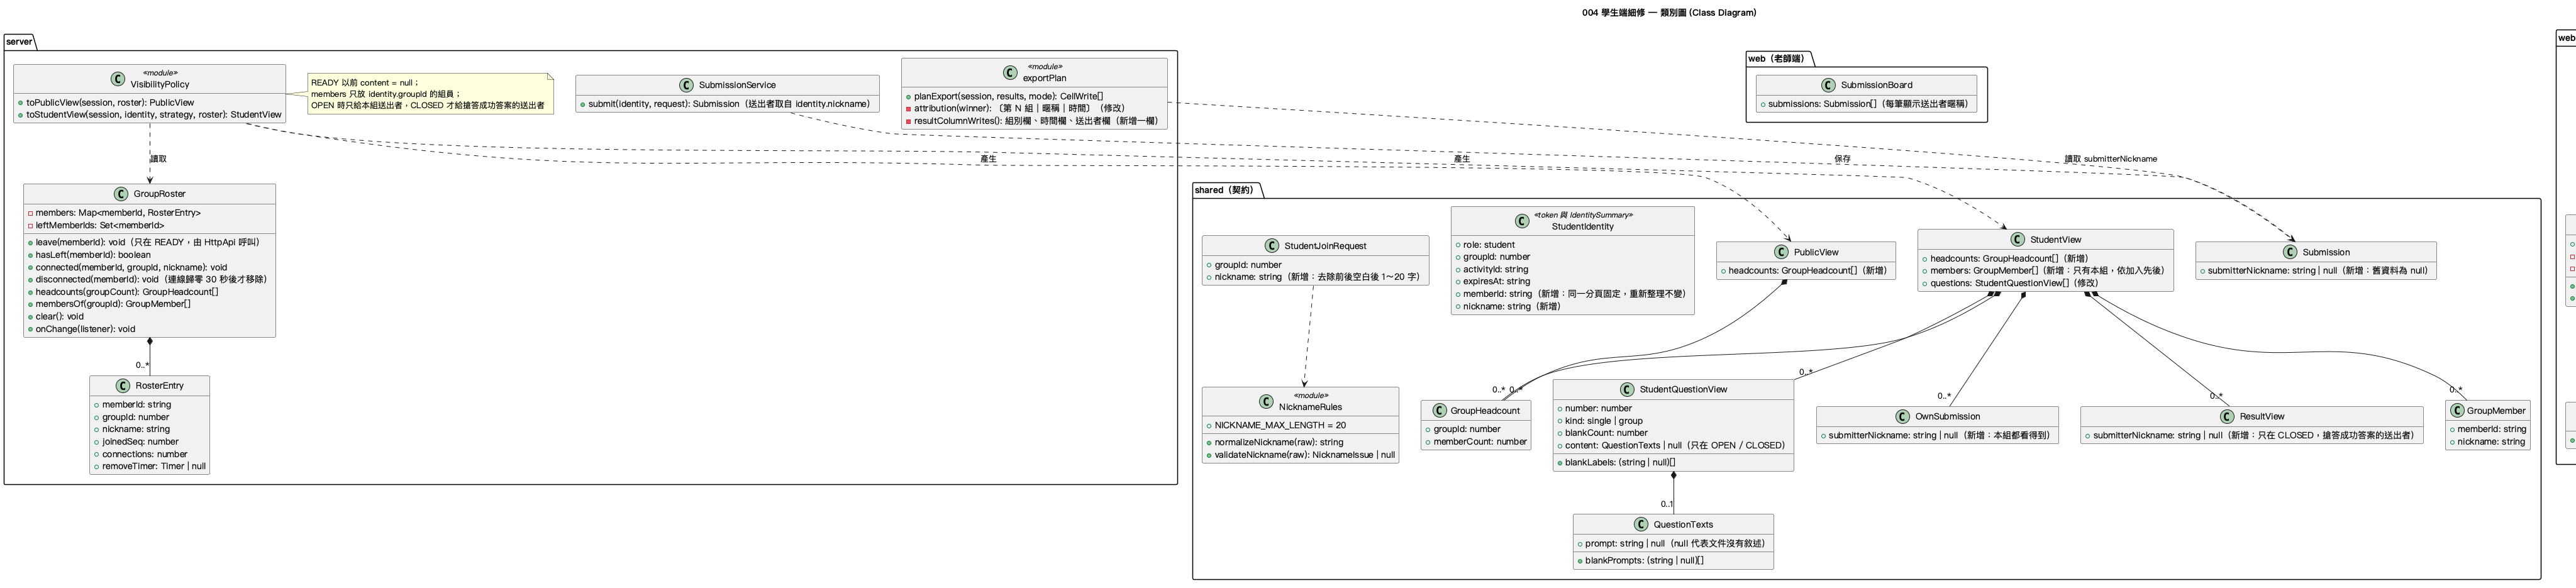 004 學生端細修 — 類別圖 (Class Diagram)
server
«module»
VisibilityPolicy
toPublicView(session, roster): PublicView
toStudentView(session, identity, strategy, roster): StudentView
READY 以前 content = null；
members 只放 identity.groupId 的組員；
OPEN 時只給本組送出者，CLOSED 才給搶答成功答案的送出者
SubmissionService
submit(identity, request): Submission（送出者取自 identity.nickname）
«module»
exportPlan
planExport(session, results, mode): CellWrite[]
attribution(winner): 〔第 N 組｜暱稱｜時間〕（修改）
resultColumnWrites(): 組別欄、時間欄、送出者欄（新增一欄）
讀取
產生
產生
保存
讀取 submitterNickname
GroupRoster
members: Map<memberId, RosterEntry>
leftMemberIds: Set<memberId>
leave(memberId): void（只在 READY，由 HttpApi 呼叫）
hasLeft(memberId): boolean
connected(memberId, groupId, nickname): void
disconnected(memberId): void（連線歸零 30 秒後才移除）
headcounts(groupCount): GroupHeadcount[]
membersOf(groupId): GroupMember[]
clear(): void
onChange(listener): void
0..*
RosterEntry
memberId: string
groupId: number
nickname: string
joinedSeq: number
connections: number
removeTimer: Timer | null
web（老師端）
SubmissionBoard
submissions: Submission[]（每筆顯示送出者暱稱）
shared（契約）
StudentJoinRequest
groupId: number
nickname: string（新增：去除前後空白後 1～20 字）
«token 與 IdentitySummary»
StudentIdentity
role: student
groupId: number
activityId: string
expiresAt: string
memberId: string（新增：同一分頁固定，重新整理不變）
nickname: string（新增）
PublicView
headcounts: GroupHeadcount[]（新增）
StudentView
headcounts: GroupHeadcount[]（新增）
members: GroupMember[]（新增：只有本組，依加入先後）
questions: StudentQuestionView[]（修改）
Submission
submitterNickname: string | null（新增：舊資料為 null）
«module»
NicknameRules
NICKNAME_MAX_LENGTH = 20
normalizeNickname(raw): string
validateNickname(raw): NicknameIssue | null
0..* 0..*
GroupHeadcount
groupId: number
memberCount: number
0..*
StudentQuestionView
number: number
kind: single | group
blankCount: number
content: QuestionTexts | null（只在 OPEN / CLOSED）
blankLabels: (string | null)[]
0..*
OwnSubmission
submitterNickname: string | null（新增：本組都看得到）
0..*
ResultView
submitterNickname: string | null（新增：只在 CLOSED，搶答成功答案的送出者）
0..*
GroupMember
memberId: string
nickname: string
0..1
QuestionTexts
prompt: string | null（null 代表文件沒有敘述）
blankPrompts: (string | null)[]
web